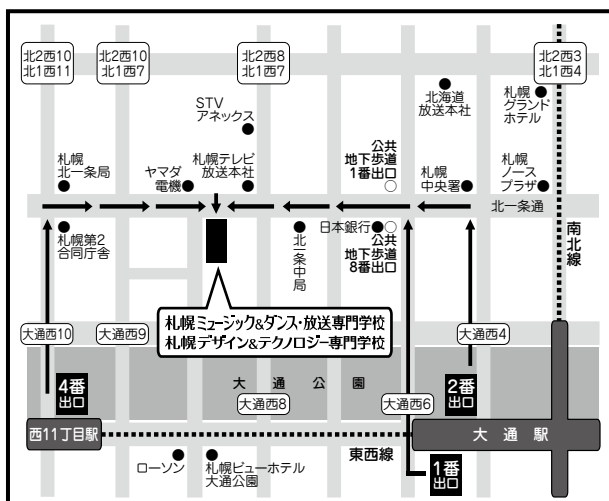 北2西10
北1西11
北2西10
北1西7
北2西8
北1西7
北2西3
北1西4
STV
アネックス
北海道
放送本社
札幌
グランド
ホテル
札幌
北一条局
ヤマダ
電機
札幌テレビ
放送本社
公共
地下歩道
1番出口
札幌
中央署
札幌
ノース
プラザ
北一条通
札幌第2
合同庁舎
北一条中局
日本銀行
公共
地下歩道
8番出口
南北線
札幌ミュージック&ダンス・放送専門学校
札幌デザイン&テクノロジー専門学校
大通西10
大通西9
大通西4
大通公園
4番
出口
大通西8
大通西6
2番
出口
西11丁目駅
東西線
大通駅
ローソン
札幌ビューホテル
大通公園
1番
出口